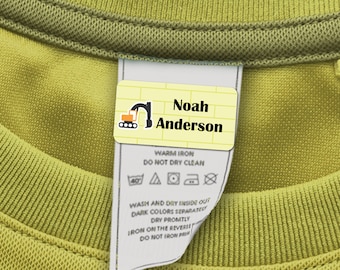 Noah
Anderson
WARM IRON
DO NOT DRY CLEAN
40°
WASH AND DRY INSIDE OUT
DARK COLORS SEPARATELY
DRY PROMTLY
IRON ON THE REVERSE
DO NOT IRON PRINT